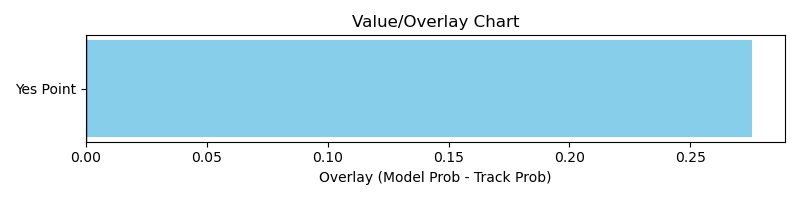 Value/Overlay Chart
Yes Point
0.00 0.05 0.10 0.15 0.20 0.25
Overlay (Model Prob - Track Prob)